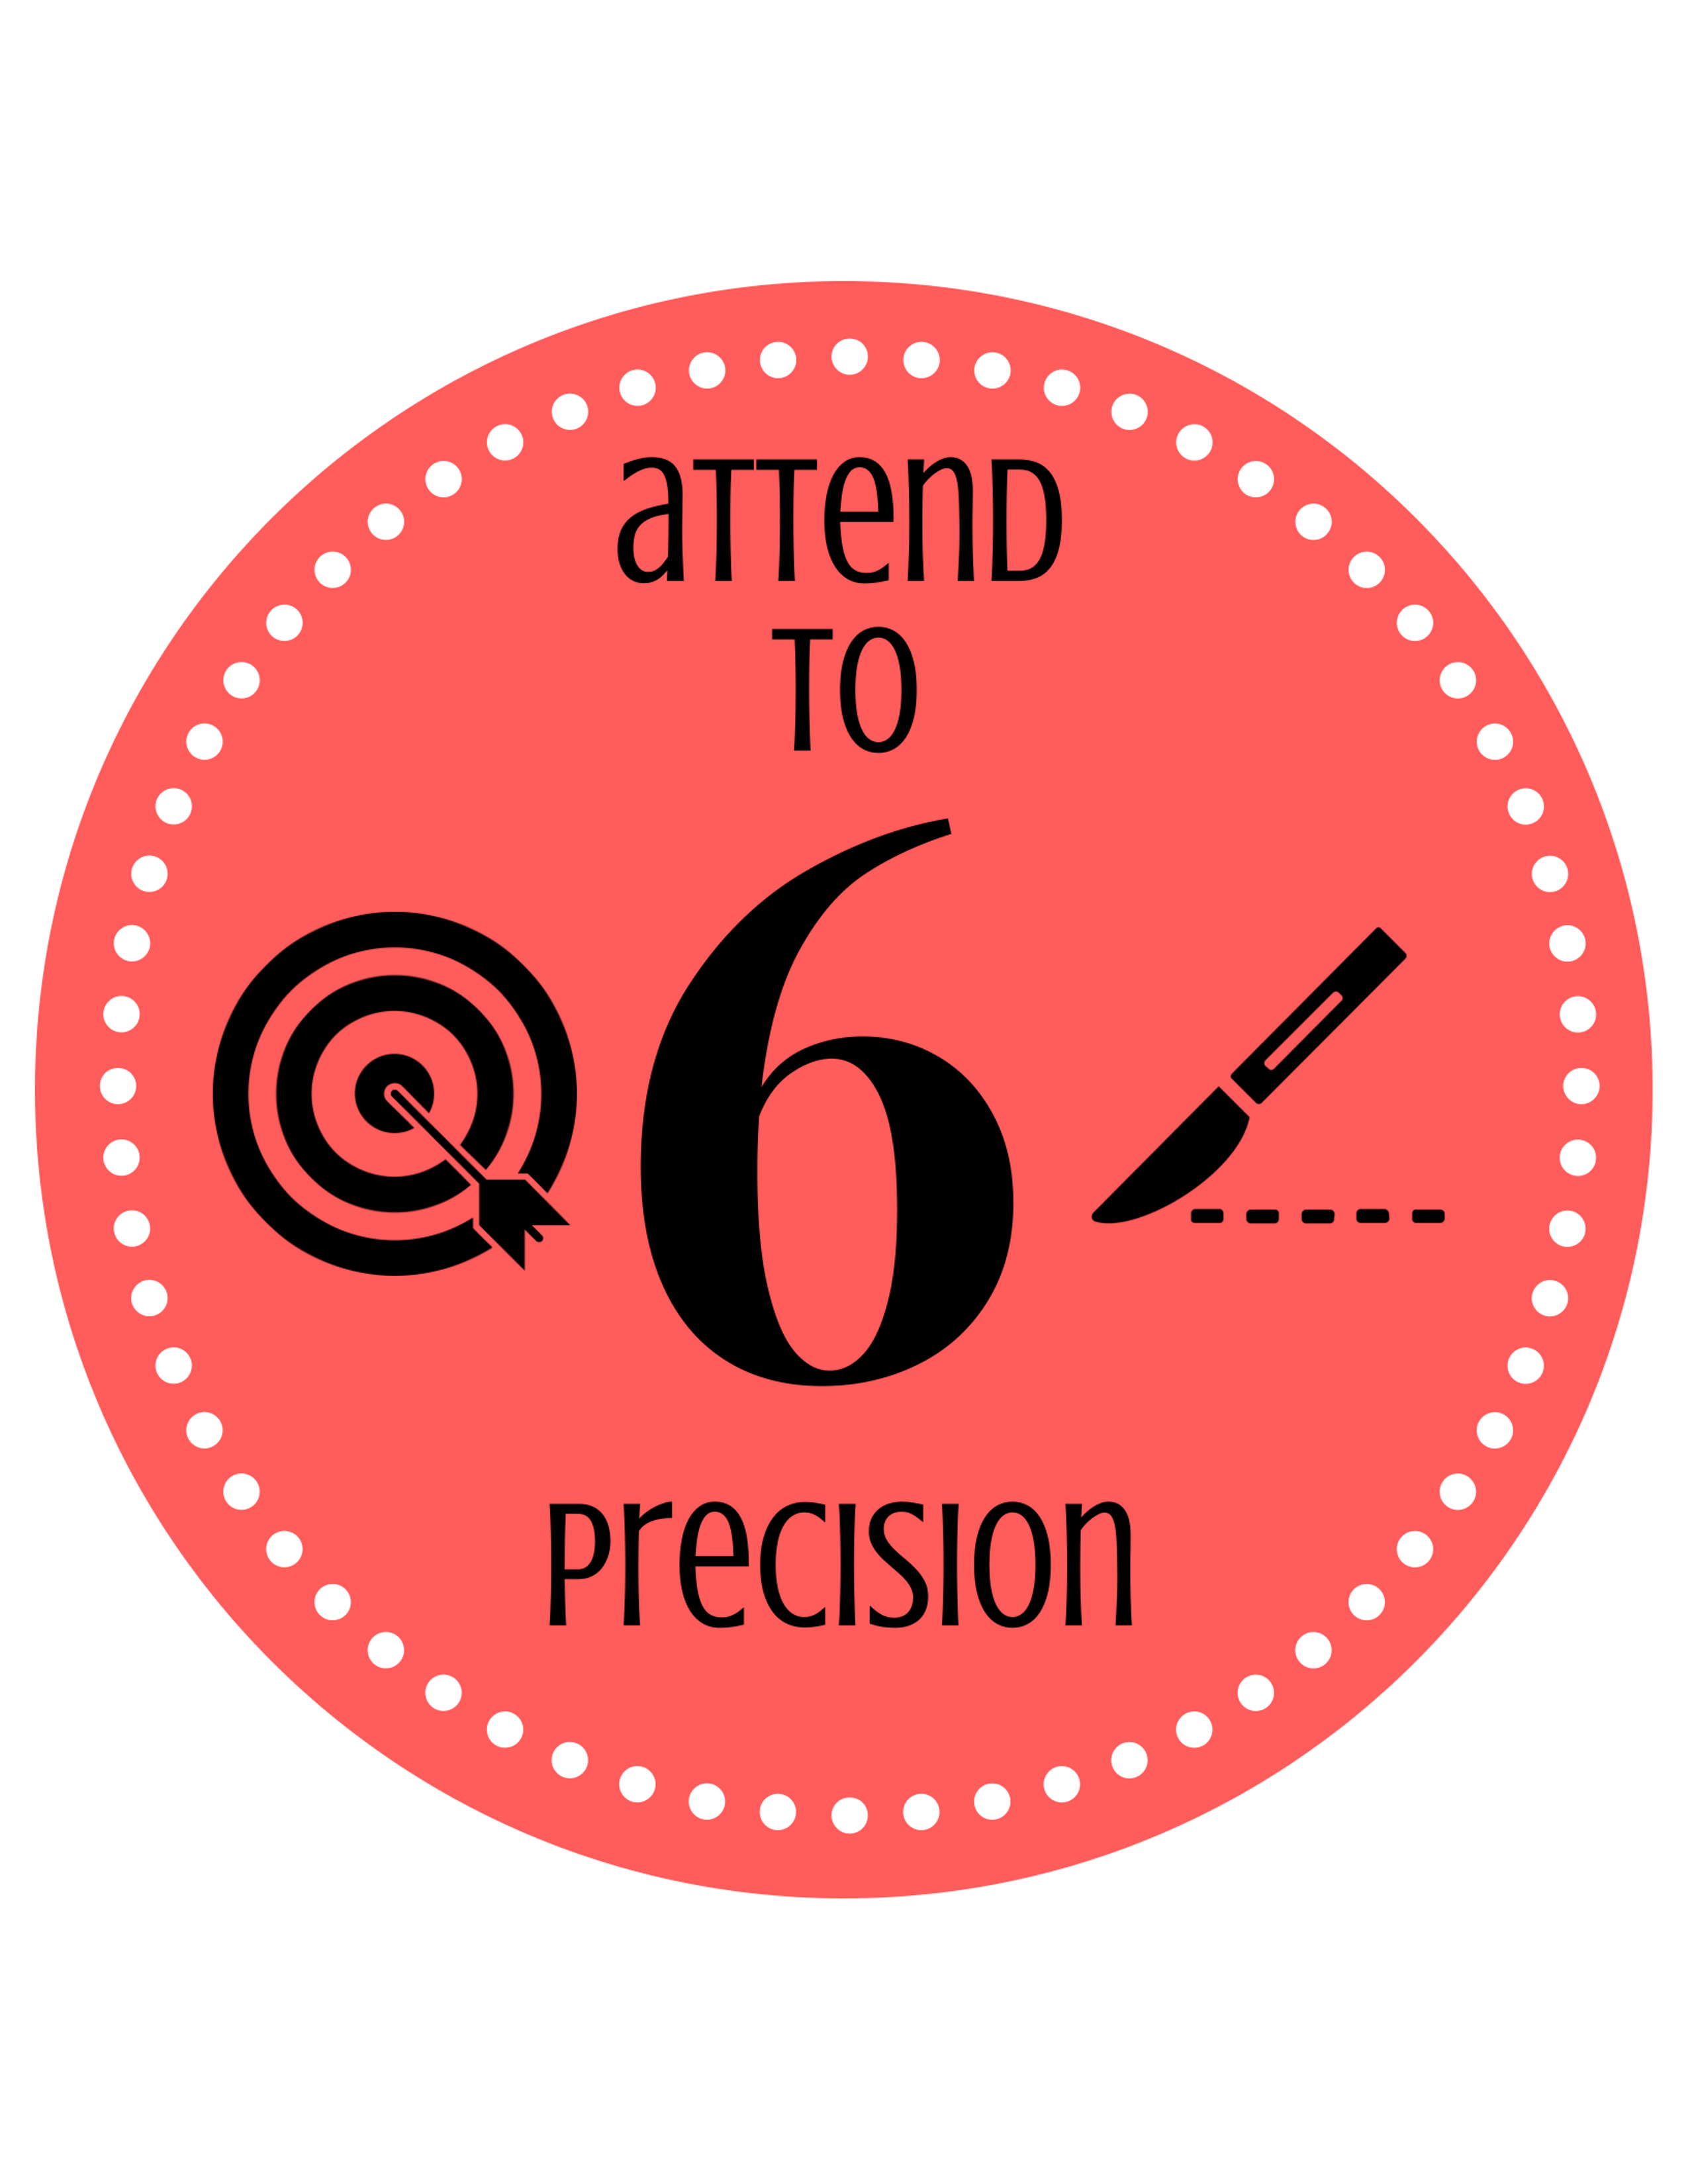 attend
to
6
precision